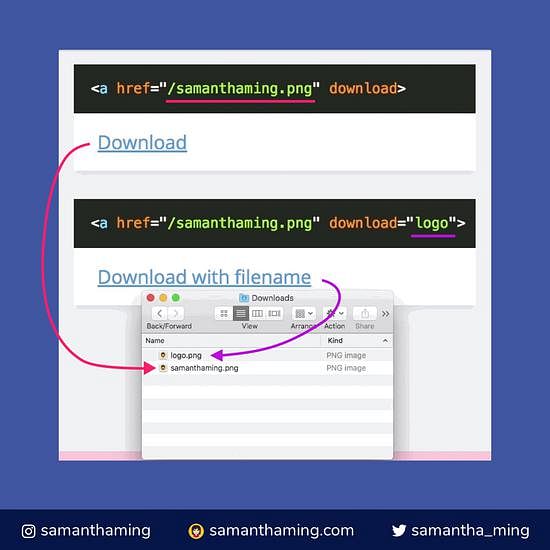 <a href="/samanthaming.png" download>
Download
<a href="/samanthaming.png" download="logo">
Download with filename
Downloads
Back/Forward View Arrange Action Share
Name Kind
logo.png PNG image
samanthaming.png PNG image
samanthaming samanthaming.com samantha_ming